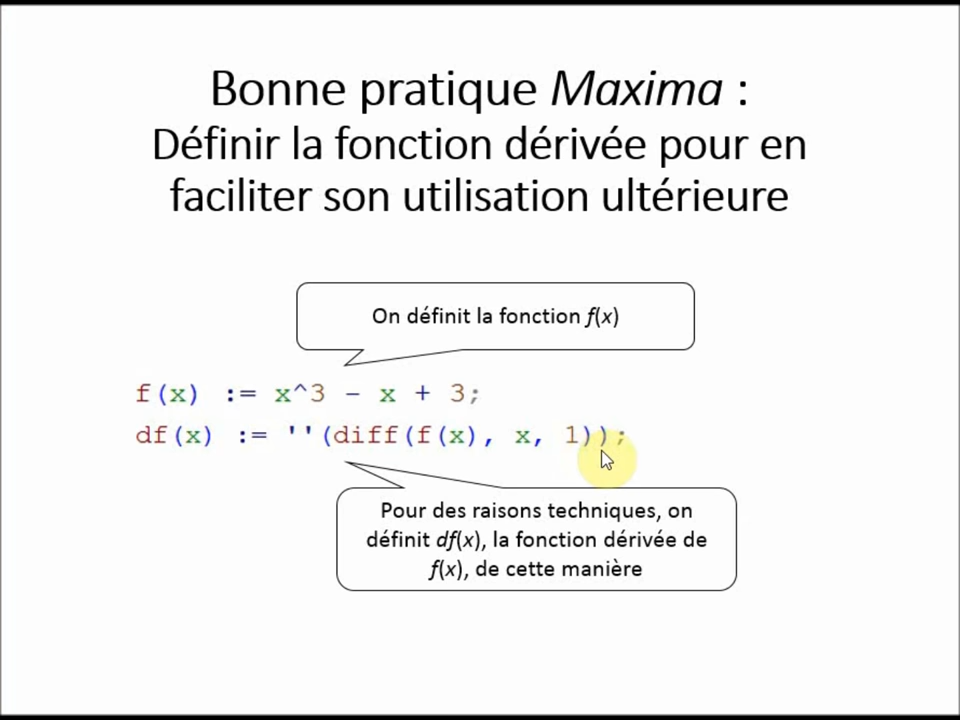 Bonne pratique Maxima :
Définir la fonction dérivée pour en
faciliter son utilisation ultérieure
On définit la fonction f(x)
f(x) := x^3 – x + 3;
df(x) := ''(diff(f(x), x, 1));
Pour des raisons techniques, on
définit df(x), la fonction dérivée de
f(x), de cette manière